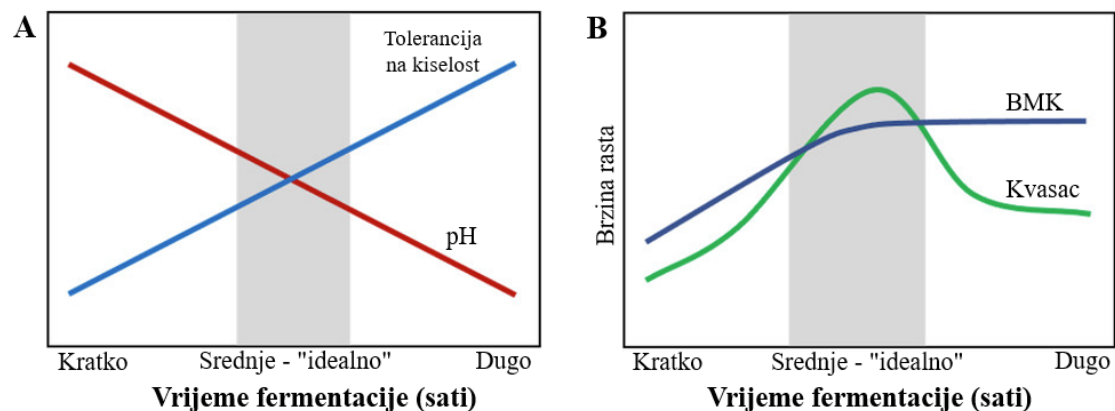 A
Tolerancija
na kiselost
pH
Kratko
Srednje - "idealno"
Dugo
Vrijeme fermentacije (sati)
B
Brzina rasta
BMK
Kvasac
Kratko
Srednje - "idealno"
Dugo
Vrijeme fermentacije (sati)